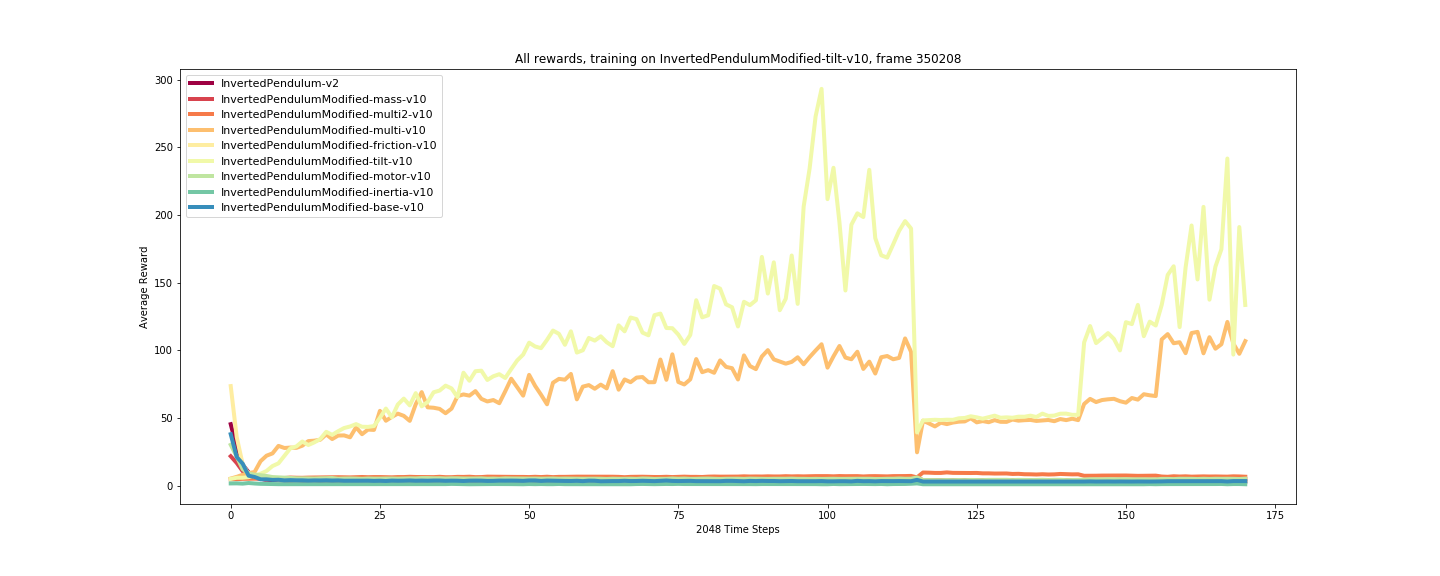 All rewards, training on InvertedPendulumModified-tilt-v10, frame 350208
300
250
200
150
100
50
0
Average Reward
InvertedPendulum-v2
InvertedPendulumModified-mass-v10
InvertedPendulumModified-multi2-v10
InvertedPendulumModified-multi-v10
InvertedPendulumModified-friction-v10
InvertedPendulumModified-tilt-v10
InvertedPendulumModified-motor-v10
InvertedPendulumModified-inertia-v10
InvertedPendulumModified-base-v10
0 25 50 75 100 125 150 175
2048 Time Steps